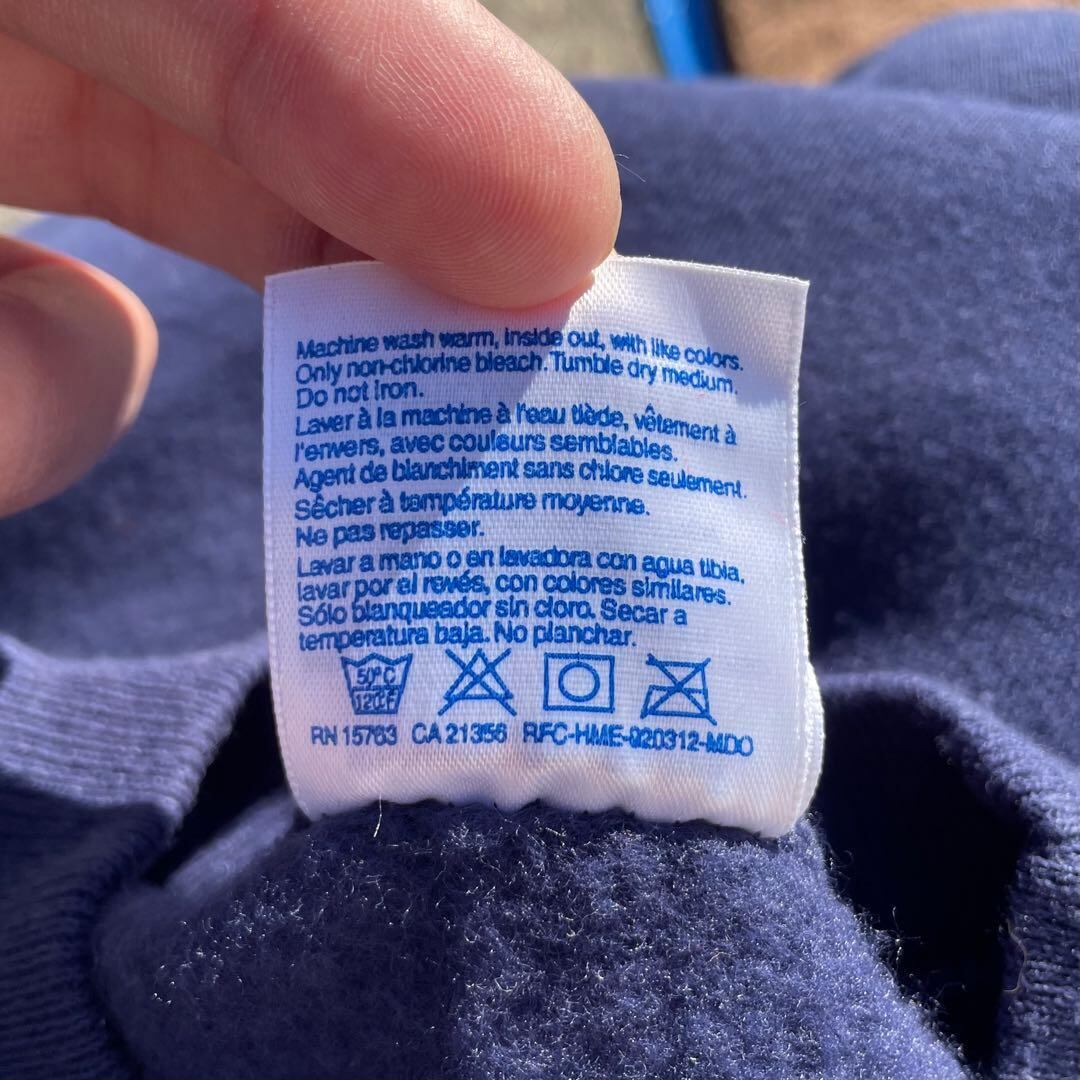 Machine wash warm, inside out, with like colors.
Only non-chlorine bleach. Tumble dry medium.
Do not iron.
Laver à la machine à l'eau tiède, vêtement à
l'envers, avec couleurs semblables.
Agent de blanchiment sans chlore seulement.
Sêcher à température moyenne.
Ne pas repasser.
Lavar a mano o en lavadora con agua tibia,
lavar por el revés, con colores similares.
Sólo blanqueador sin cloro. Secar a
temperatura baja. No planchar.
50°C
120°F
RN 15763 CA 21356 RFC-HME-020312-MDO